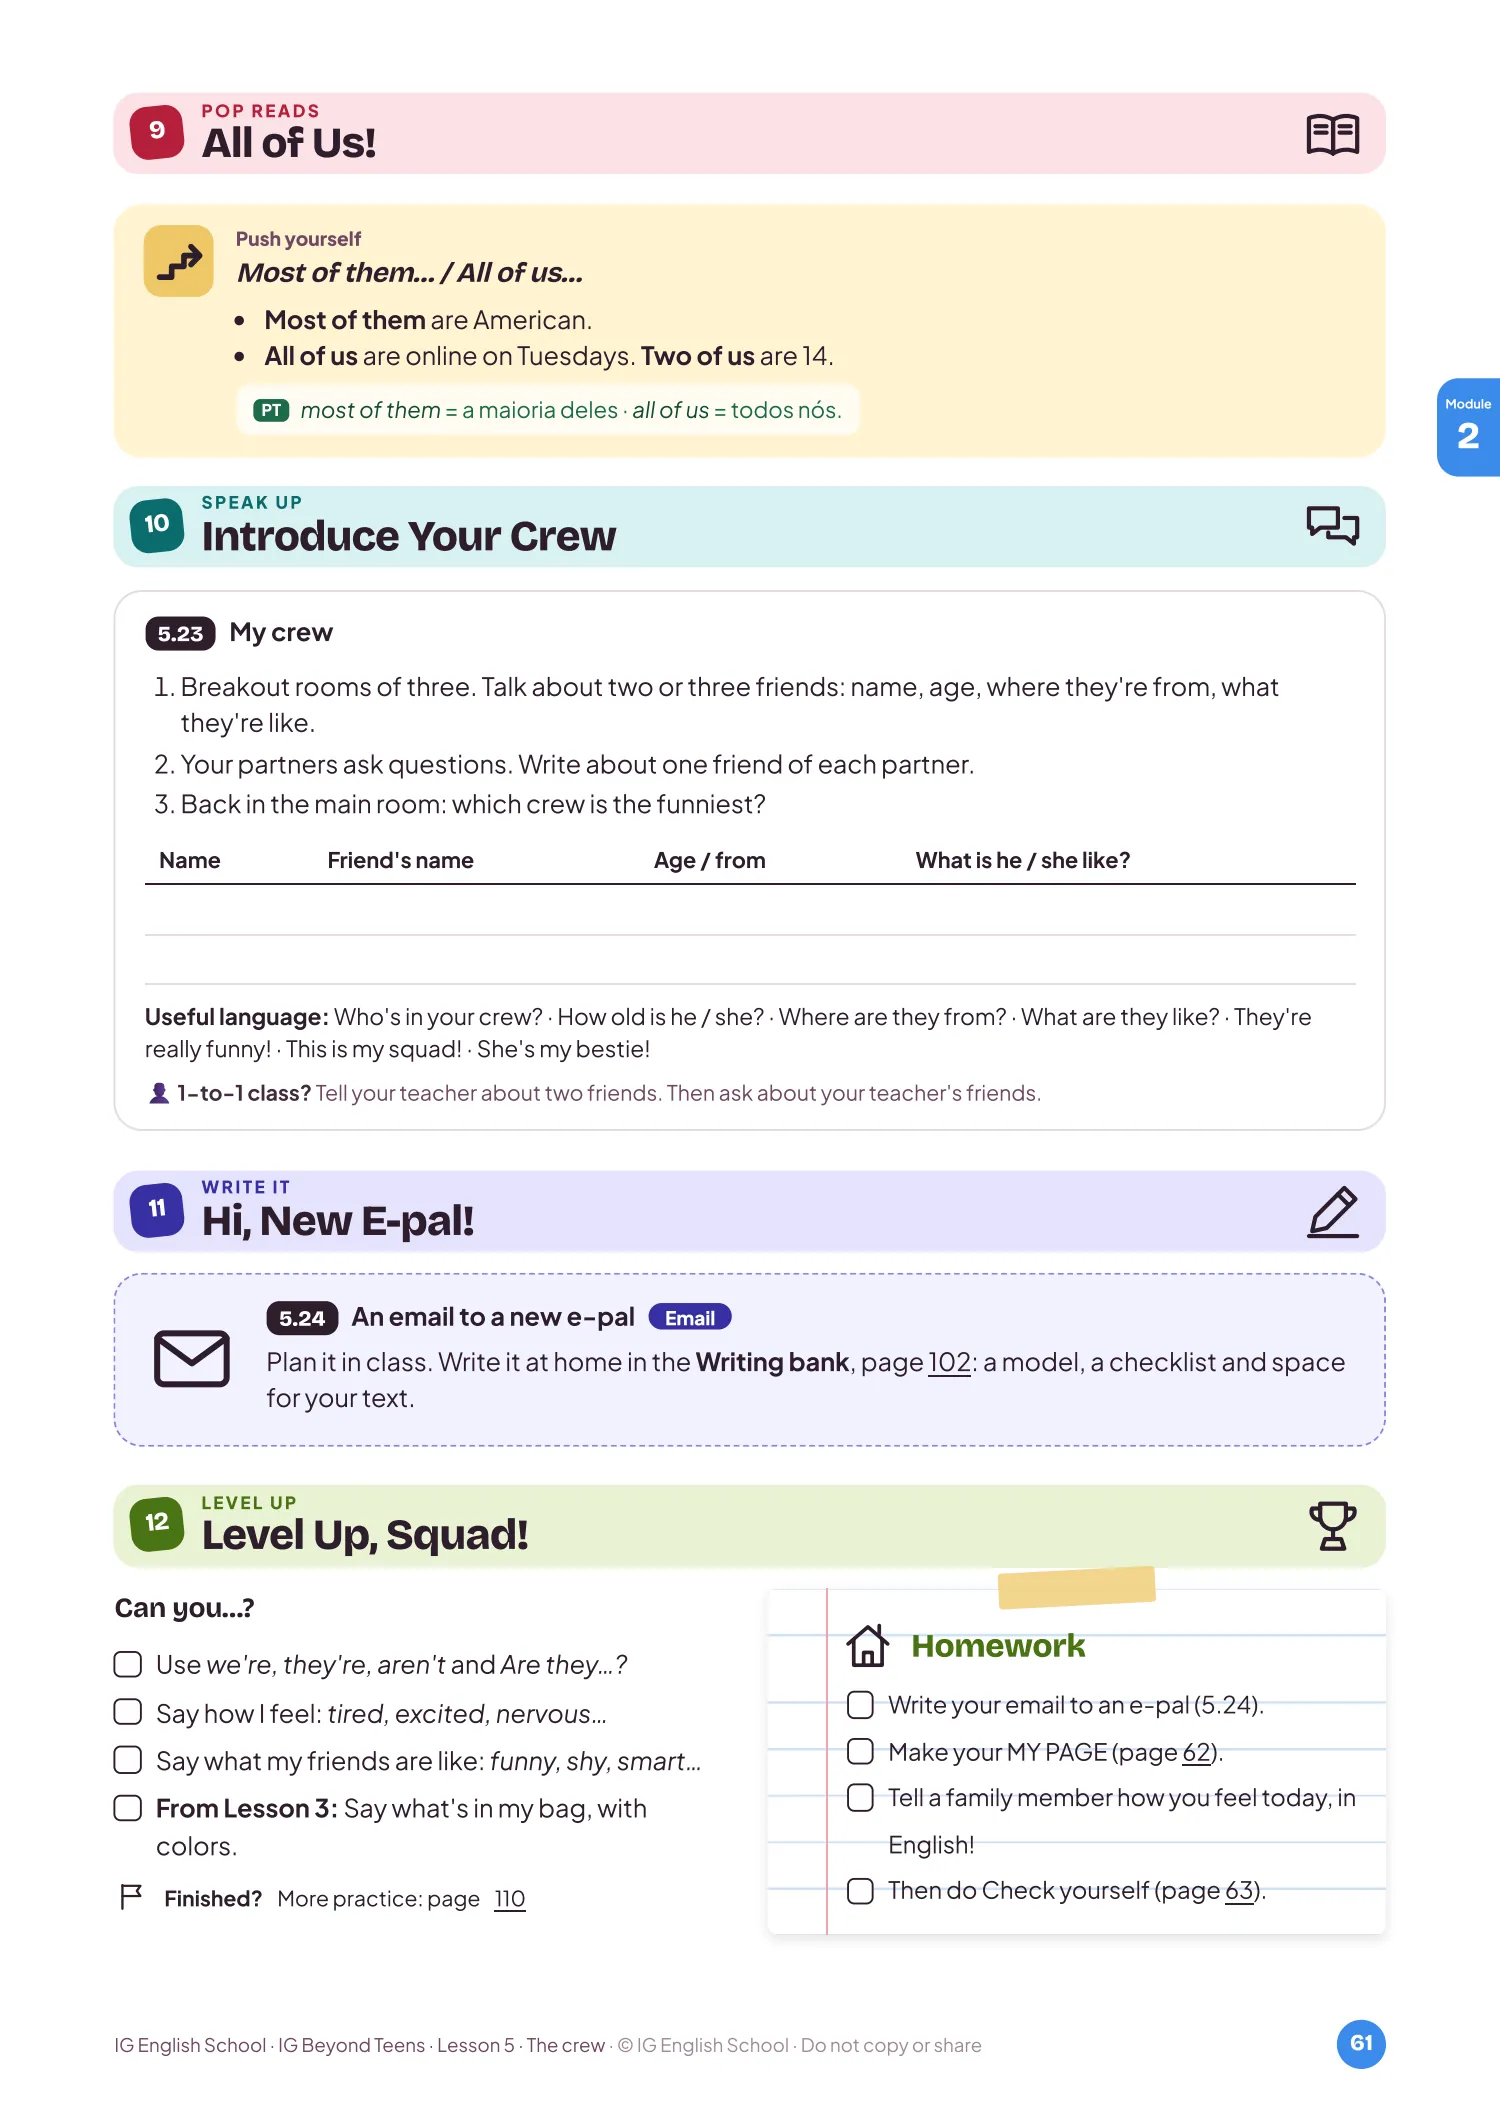 9
POP READS
All of Us!
Push yourself
Most of them... / All of us...
• Most of them are American.
• All of us are online on Tuesdays. Two of us are 14.
PT most of them = a maioria deles · all of us = todos nós.
Module
2
10
SPEAK UP
Introduce Your Crew
5.23 My crew
1. Breakout rooms of three. Talk about two or three friends: name, age, where they're from, what
they're like.
2. Your partners ask questions. Write about one friend of each partner.
3. Back in the main room: which crew is the funniest?
Name Friend's name Age / from What is he / she like?
Useful language: Who's in your crew? · How old is he / she? · Where are they from? · What are they like? · They're
really funny! · This is my squad! · She's my bestie!
1-to-1 class? Tell your teacher about two friends. Then ask about your teacher's friends.
11
WRITE IT
Hi, New E-pal!
5.24 An email to a new e-pal Email
Plan it in class. Write it at home in the Writing bank, page 102: a model, a checklist and space
for your text.
12
LEVEL UP
Level Up, Squad!
Can you...?
Use we're, they're, aren't and Are they...?
Say how I feel: tired, excited, nervous...
Say what my friends are like: funny, shy, smart...
From Lesson 3: Say what's in my bag, with
colors.
Finished? More practice: page 110
Homework
Write your email to an e-pal (5.24).
Make your MY PAGE (page 62).
Tell a family member how you feel today, in
English!
Then do Check yourself (page 63).
IG English School · IG Beyond Teens · Lesson 5 · The crew · © IG English School · Do not copy or share
61